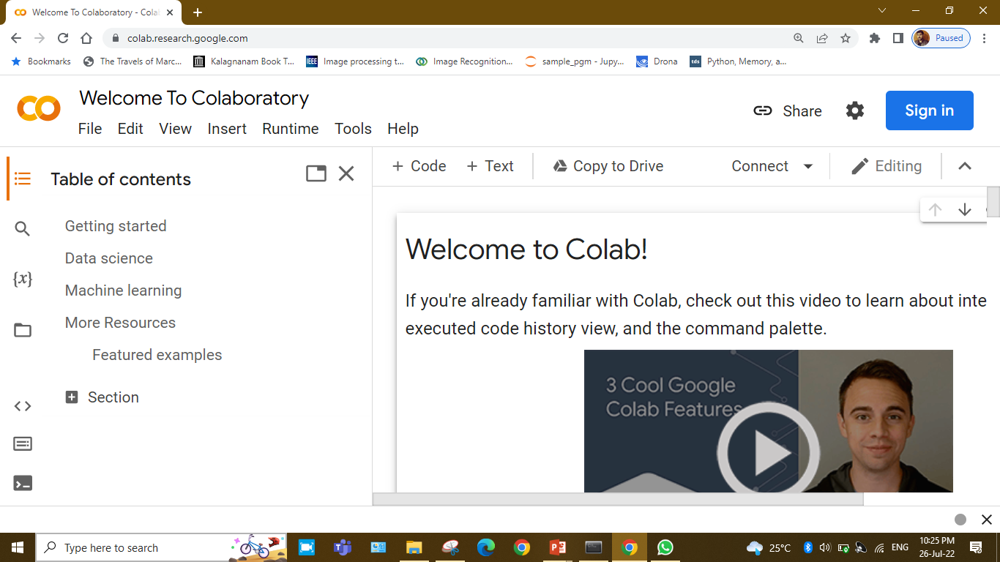 Welcome To Colaboratory - Cola
colab.research.google.com
Paused
Bookmarks
The Travels of Marc...
Kalagnanam Book T...
IEEE
Image processing t...
Image Recognition...
sample_pgm - Jupy...
Drona
tds
Python, Memory, a...
Welcome To Colaboratory
File Edit View Insert Runtime Tools Help
Share
Sign in
Table of contents
+ Code + Text
Copy to Drive
Connect
Editing
Getting started
Data science
{x}
Machine learning
More Resources
Featured examples
Section
Welcome to Colab!
If you're already familiar with Colab, check out this video to learn about inte
executed code history view, and the command palette.
3 Cool Google
Colab Features
Type here to search
25°C
ENG
10:25 PM
26-Jul-22